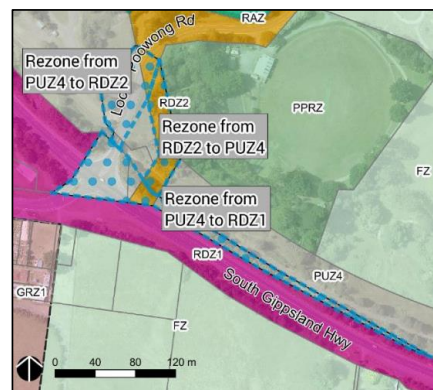 RAZ
Loch Poowong Rd
Rezone from
PUZ4 to RDZ2
RDZ2
PPRZ
Rezone from
RDZ2 to PUZ4
FZ
Rezone from
PUZ4 to RDZ1
RDZ1
PUZ4
South Gippsland Hwy
GRZ1
FZ
0 40 80 120 m